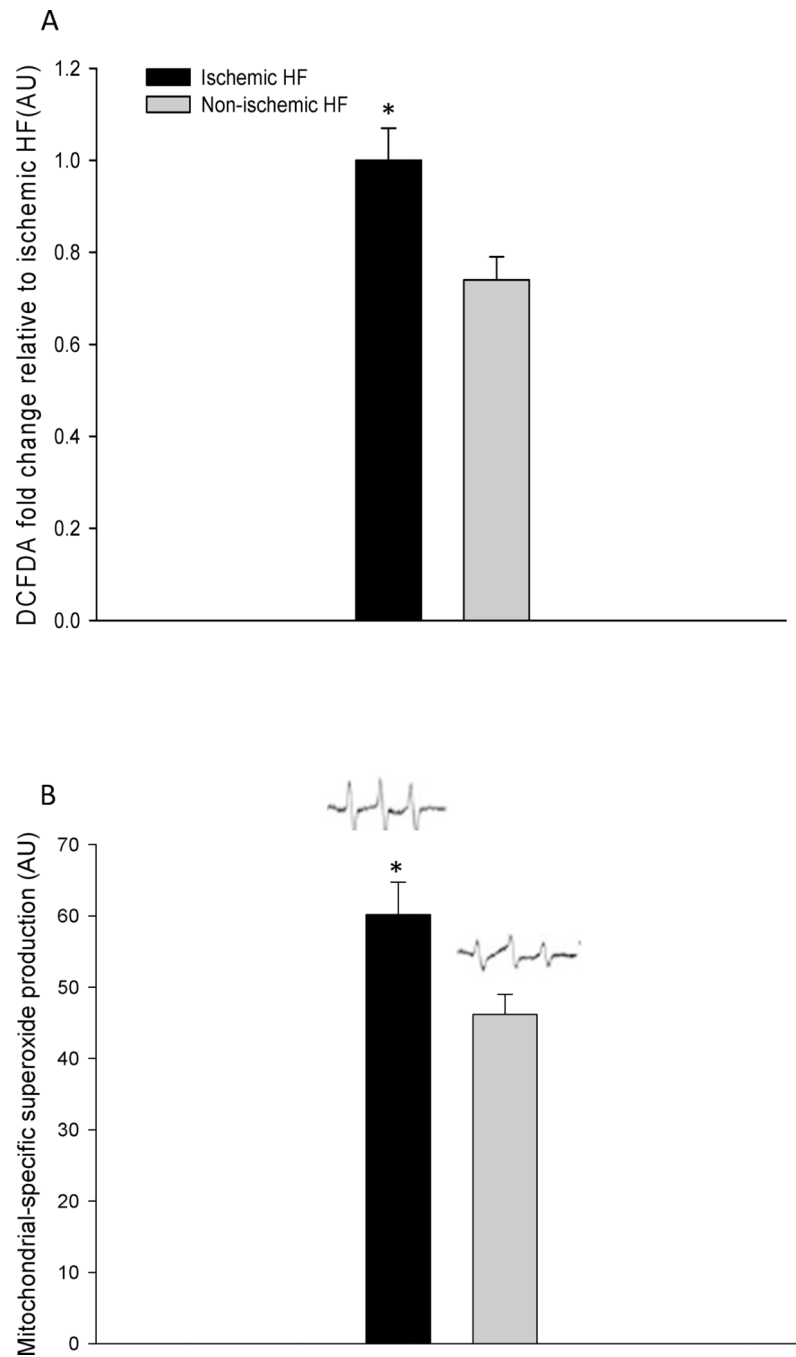 A
DCFDA fold change relative to ischemic HF(AU)
1.2
1.0
0.8
0.6
0.4
0.2
0.0
Ischemic HF
Non-ischemic HF
*
B
Mitochondrial-specific superoxide production (AU)
70
60
50
40
30
20
10
0
*